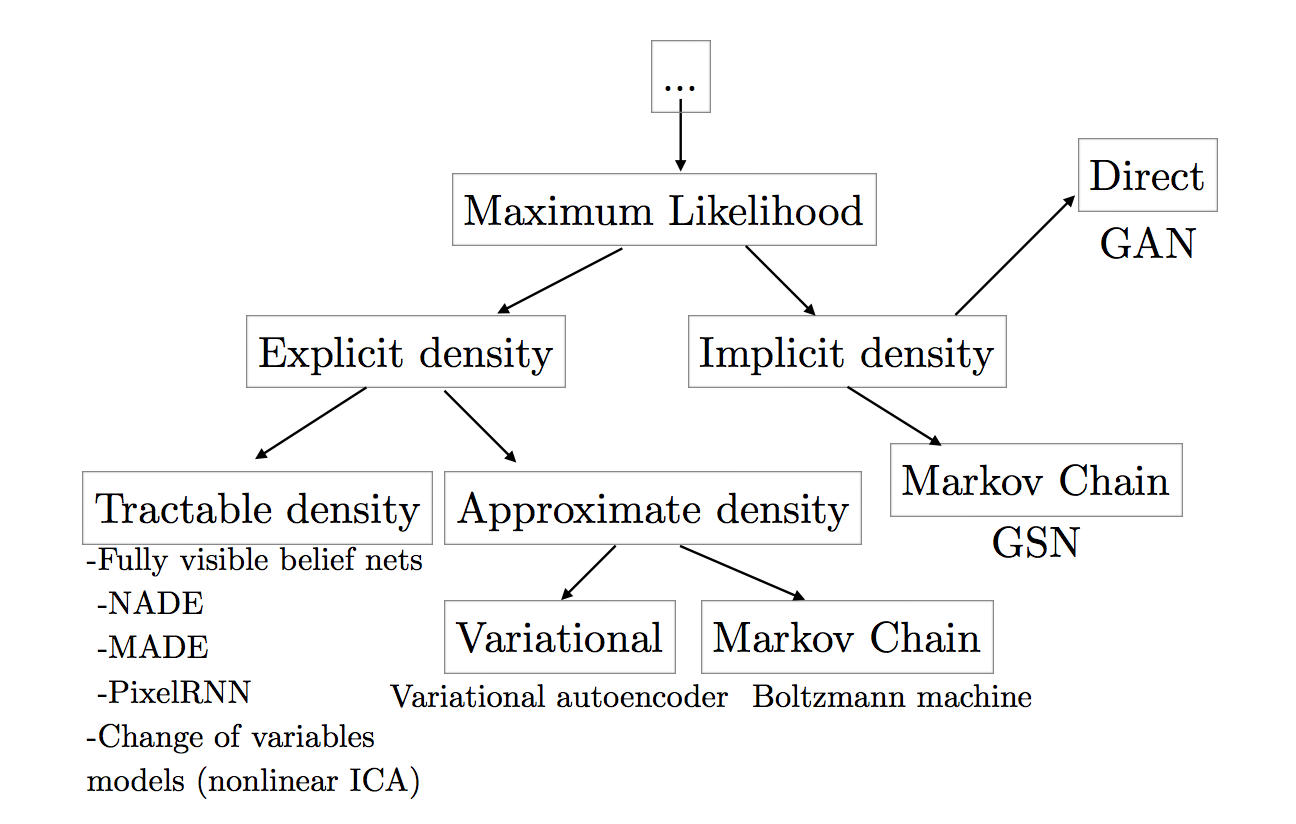 ...
Maximum Likelihood
Direct
GAN
Explicit density
Implicit density
Tractable density
-Fully visible belief nets
-NADE
-MADE
-PixelRNN
-Change of variables
models (nonlinear ICA)
Approximate density
Variational
Variational autoencoder
Markov Chain
Boltzmann machine
Markov Chain
GSN